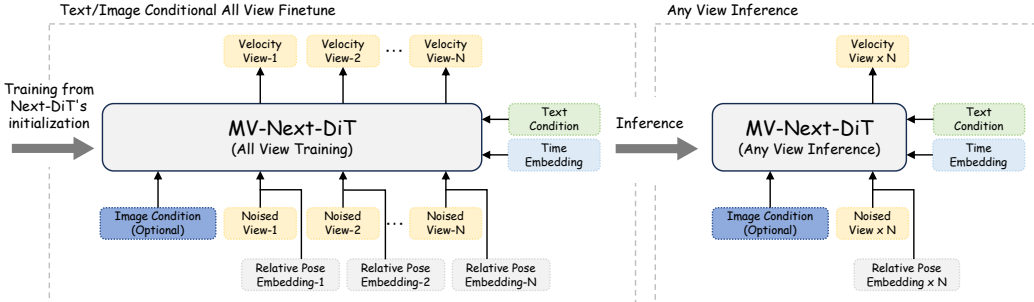 Text/Image Conditional All View Finetune
Any View Inference
Velocity
View-1
Velocity
View-2
...
Velocity
View-N
Velocity
View x N
Training from
Next-DiT's
initialization
MV-Next-DiT
(All View Training)
Text
Condition
Time
Embedding
Inference
MV-Next-DiT
(Any View Inference)
Text
Condition
Time
Embedding
Image Condition
(Optional)
Noised
View-1
Noised
View-2
...
Noised
View-N
Image Condition
(Optional)
Noised
View x N
Relative Pose
Embedding-1
Relative Pose
Embedding-2
Relative Pose
Embedding-N
Relative Pose
Embedding x N